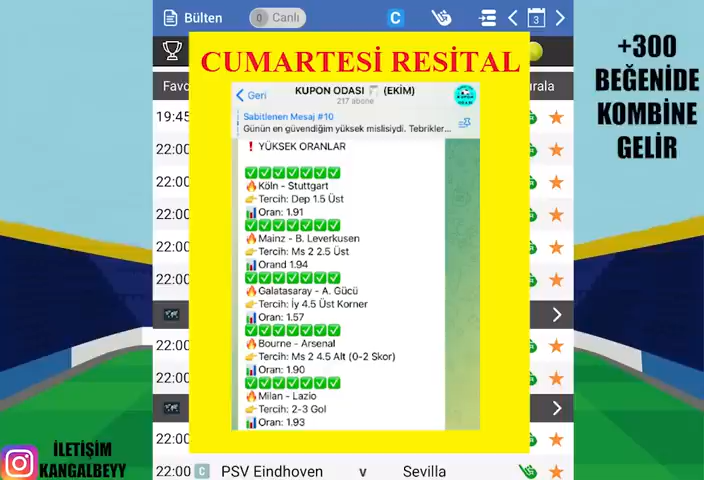 Bülten
0 Canlı
C
3
CUMARTESİ RESİTAL
+300
BEĞENİDE
KOMBİNE
GELİR
Favo
rala
Geri
KUPON ODASI (EKİM)
217 abone
Sabitlenen Mesaj #10
Günün en güvendiğim yüksek mislisiydi. Tebrikler...
❗ YÜKSEK ORANLAR
✅✅✅✅✅✅✅
🔥Köln - Stuttgart
👉Tercih: Dep 1.5 Üst
📊Oran: 1.91
✅✅✅✅✅✅✅
🔥Mainz - B. Leverkusen
👉Tercih: Ms 2 2.5 Üst
📊Orand 1.94
✅✅✅✅✅✅✅
🔥Galatasaray - A. Gücü
👉Tercih: İy 4.5 Üst Korner
📊Oran: 1.57
✅✅✅✅✅✅✅
🔥Bourne - Arsenal
👉Tercih: Ms 2 4.5 Alt (0-2 Skor)
📊Oran: 1.90
✅✅✅✅✅✅✅
🔥Milan - Lazio
👉Tercih: 2-3 Gol
📊Oran: 1.93
19:45
22:00
22:00
22:00
22:00
22:00
22:00
22:00
22:00
22:00
22:00 C PSV Eindhoven v Sevilla
İLETİŞİM
KANGALBEYY